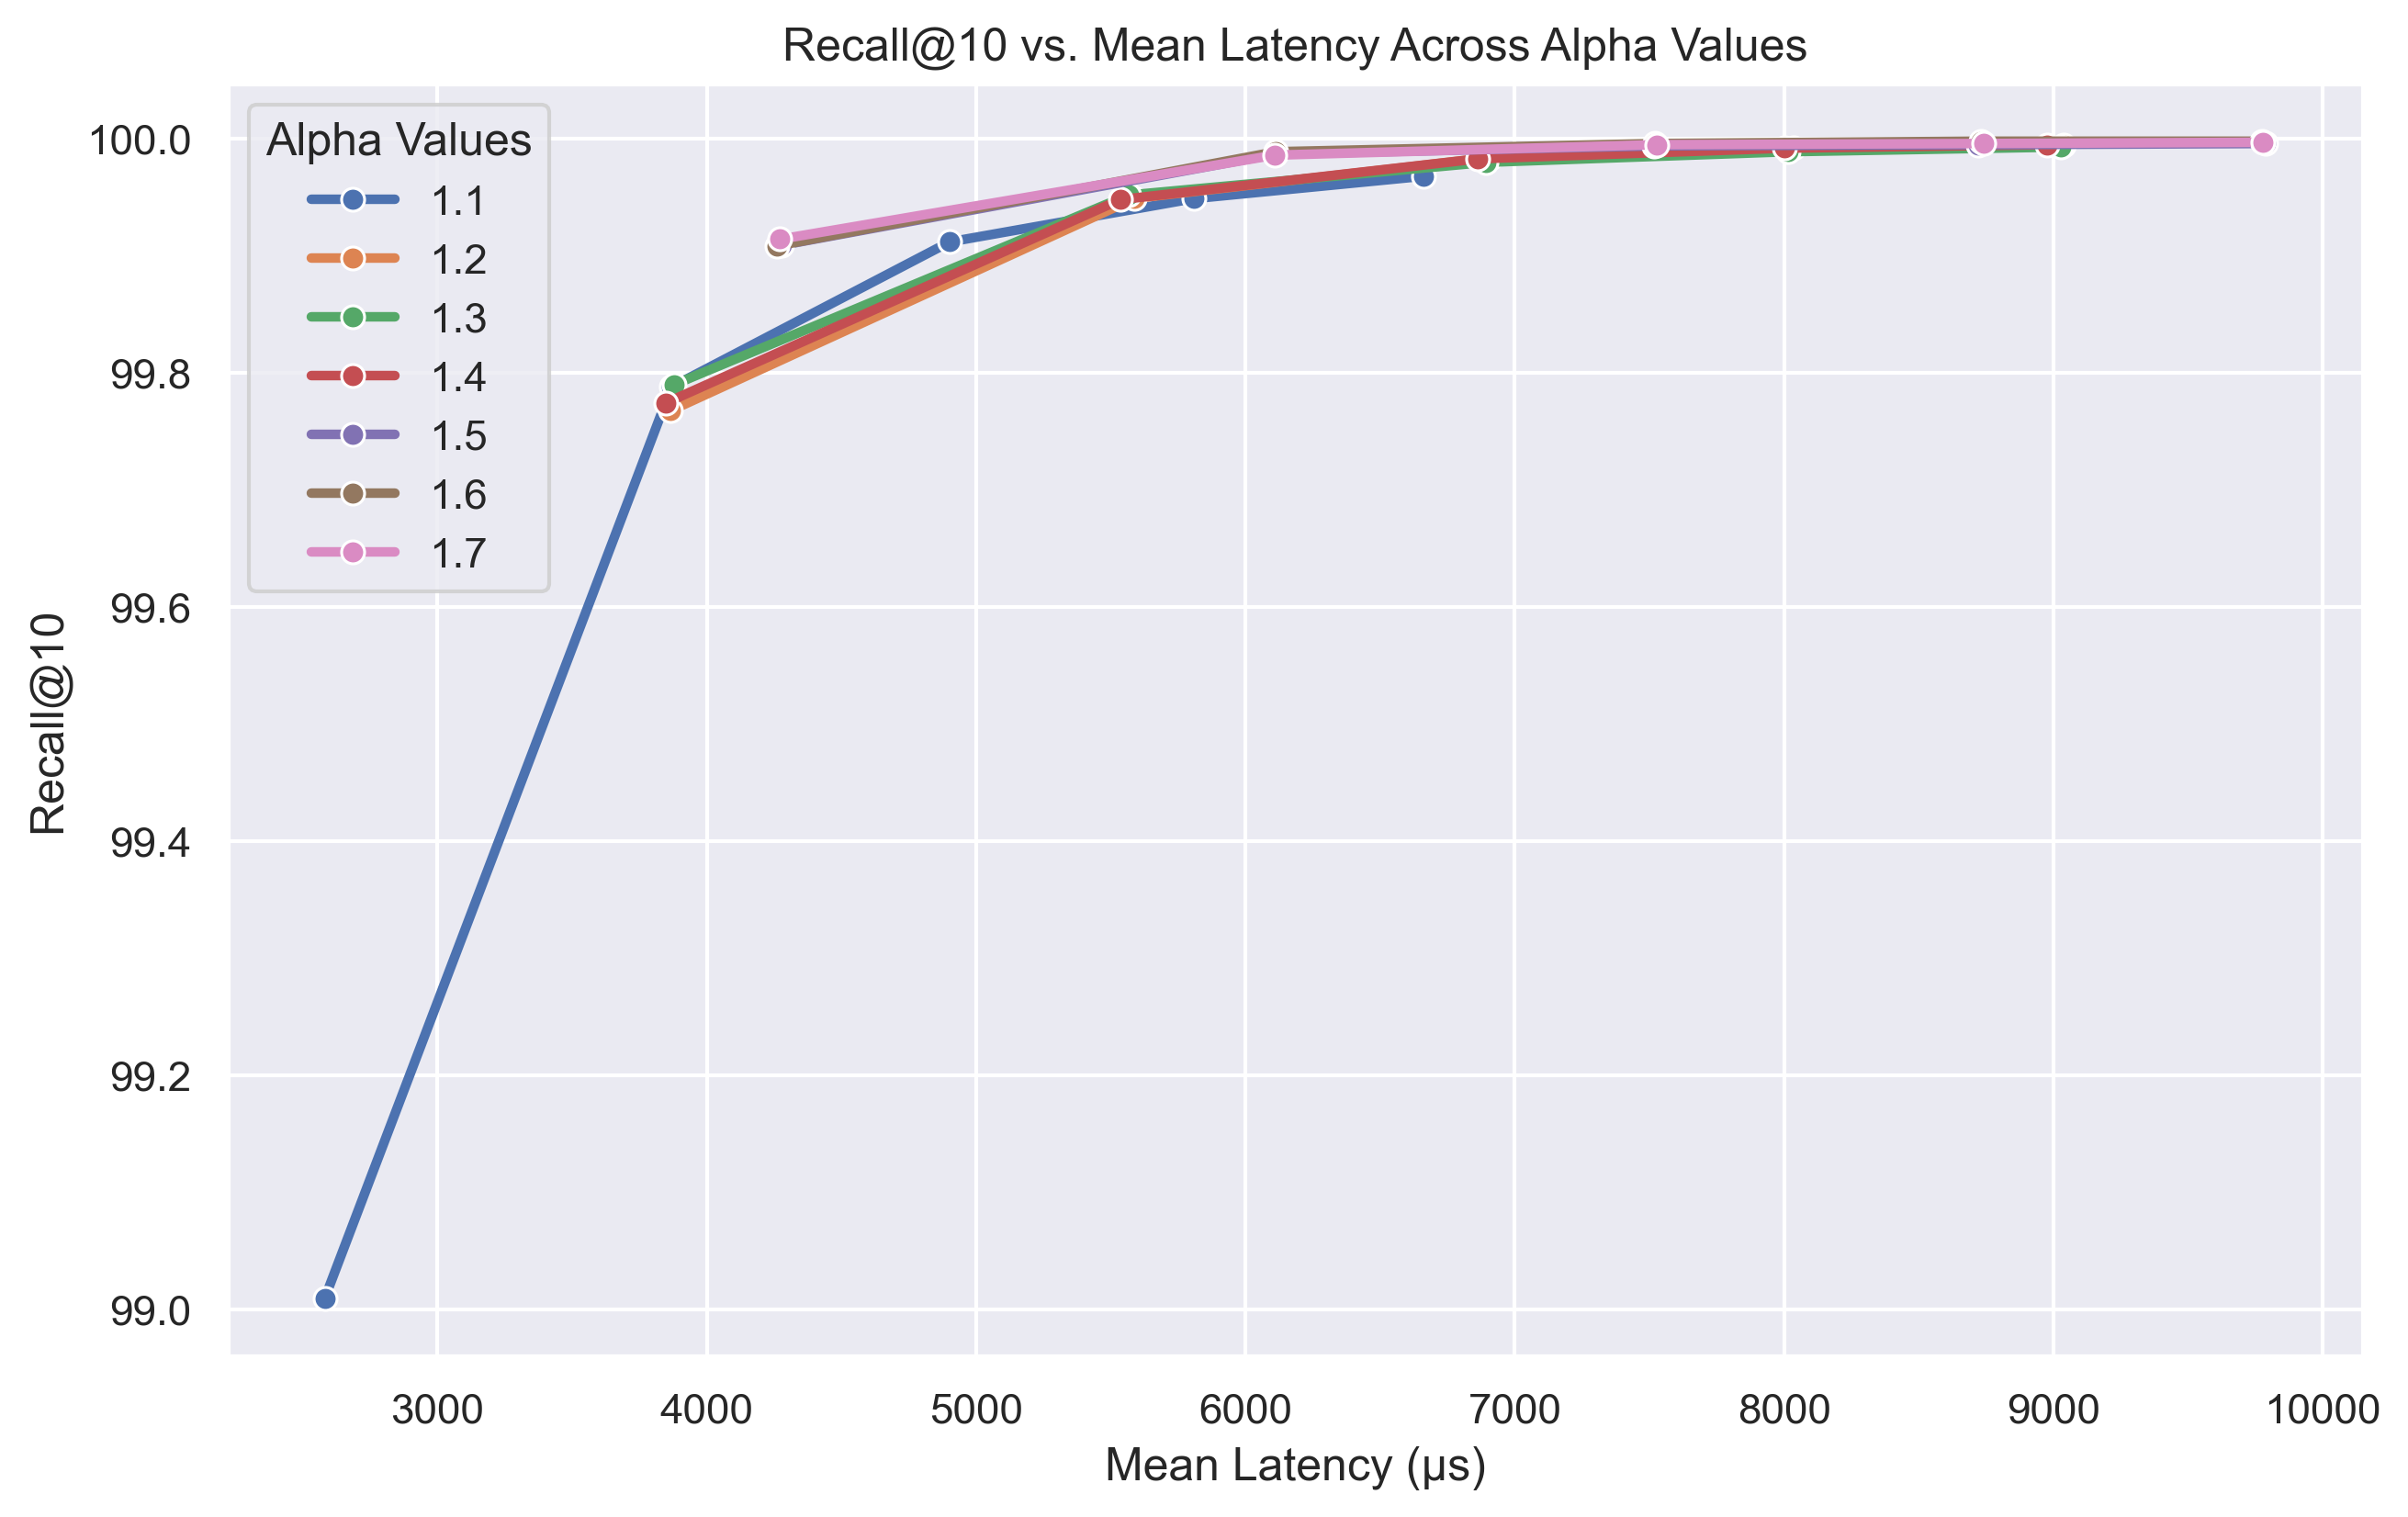 Recall@10 vs. Mean Latency Across Alpha Values
Alpha Values
1.1
1.2
1.3
1.4
1.5
1.6
1.7
Recall@10
100.0
99.8
99.6
99.4
99.2
99.0
3000 4000 5000 6000 7000 8000 9000 10000
Mean Latency (μs)